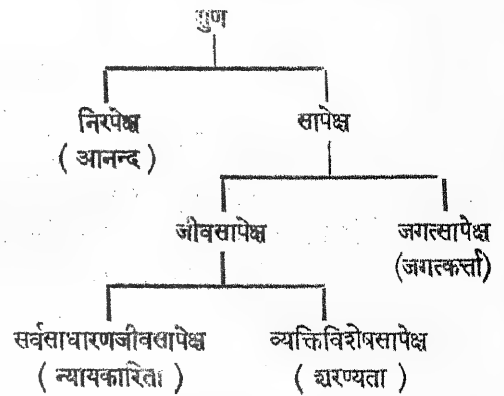 गुण
निरपेक्ष
( आनन्द )
सापेक्ष
जीवसापेक्ष
जगत्सापेक्ष
(जगत्कर्त्ता)
सर्वसाधारणजीवसापेक्ष
( न्यायकारिता )
व्यक्तिविशेषसापेक्ष
( शरण्यता )